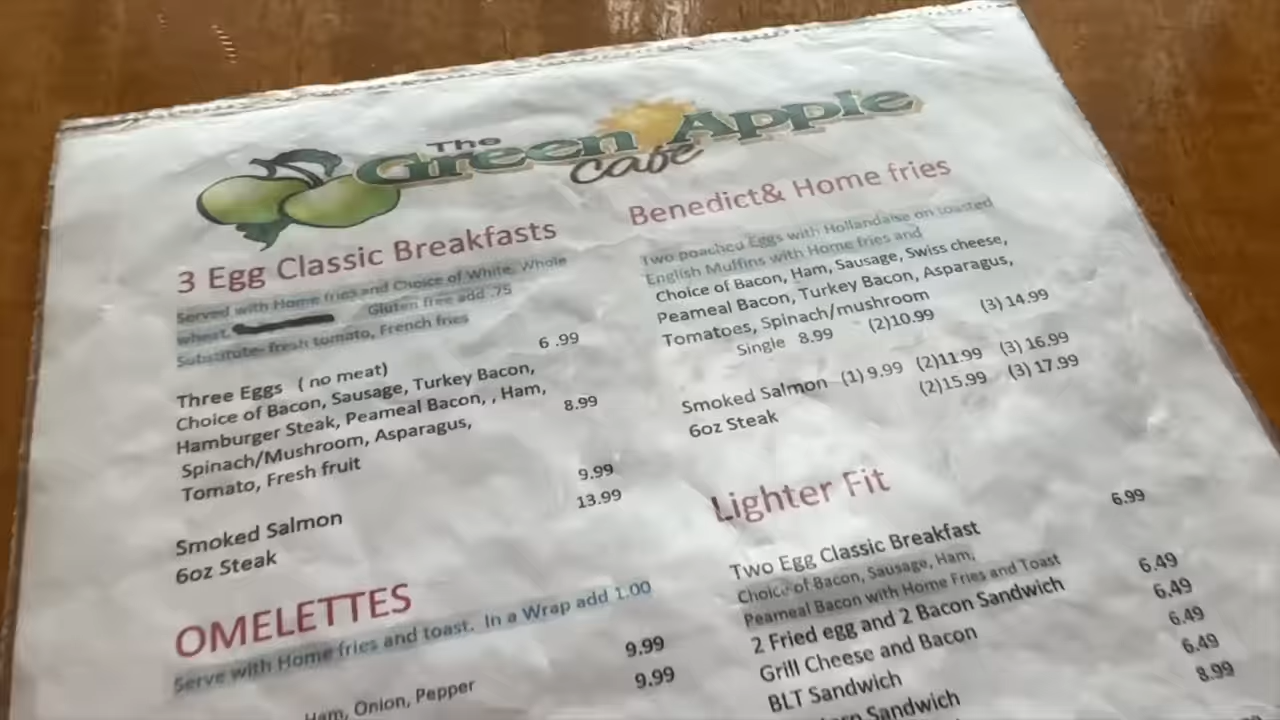 The
Green Apple
Cafe
3 Egg Classic Breakfasts
Served with Home fries and Choice of White, Whole
wheat, Gluten free add .75
Substitute- fresh tomato, French fries
Three Eggs ( no meat) 6 .99
Choice of Bacon, Sausage, Turkey Bacon,
Hamburger Steak, Peameal Bacon, , Ham,
Spinach/Mushroom, Asparagus, 8.99
Tomato, Fresh fruit
Smoked Salmon 9.99
6oz Steak 13.99
OMELETTES
Serve with Home fries and toast. In a Wrap add 1.00
9.99
Ham, Onion, Pepper 9.99
Benedict& Home fries
Two poached Eggs with Hollandaise on toasted
English Muffins with Home fries and
Choice of Bacon, Ham, Sausage, Swiss cheese,
Peameal Bacon, Turkey Bacon, Asparagus,
Tomatoes, Spinach/mushroom
Single 8.99 (2)10.99 (3) 14.99
Smoked Salmon (1) 9.99 (2)11.99 (3) 16.99
6oz Steak (2)15.99 (3) 17.99
Lighter Fit
Two Egg Classic Breakfast 6.99
Choice of Bacon, Sausage, Ham,
Peameal Bacon with Home Fries and Toast
2 Fried egg and 2 Bacon Sandwich 6.49
Grill Cheese and Bacon 6.49
BLT Sandwich 6.49
Sandwich 6.49
8.99